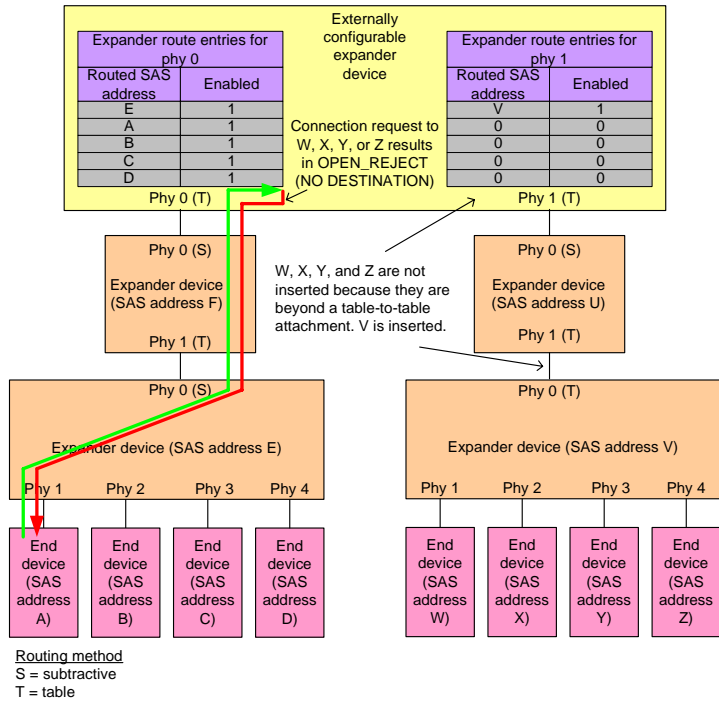 Externally
configurable
expander
device
Expander route entries for
phy 0
Routed SAS
address
Enabled
E 1
A 1
B 1
C 1
D 1
Expander route entries for
phy 1
Routed SAS
address
Enabled
V 1
0 0
0 0
0 0
0 0
Connection request to
W, X, Y, or Z results
in OPEN_REJECT
(NO DESTINATION)
Phy 0 (T)
Phy 1 (T)
Phy 0 (S)
Expander device
(SAS address F)
Phy 1 (T)
W, X, Y, and Z are not
inserted because they are
beyond a table-to-table
attachment. V is inserted.
Phy 0 (S)
Expander device
(SAS address U)
Phy 1 (T)
Phy 0 (S)
Expander device (SAS address E)
Phy 1 Phy 2 Phy 3 Phy 4
Phy 0 (T)
Expander device (SAS address V)
Phy 1 Phy 2 Phy 3 Phy 4
End
device
(SAS
address
A)
End
device
(SAS
address
B)
End
device
(SAS
address
C)
End
device
(SAS
address
D)
End
device
(SAS
address
W)
End
device
(SAS
address
X)
End
device
(SAS
address
Y)
End
device
(SAS
address
Z)
Routing method
S = subtractive
T = table